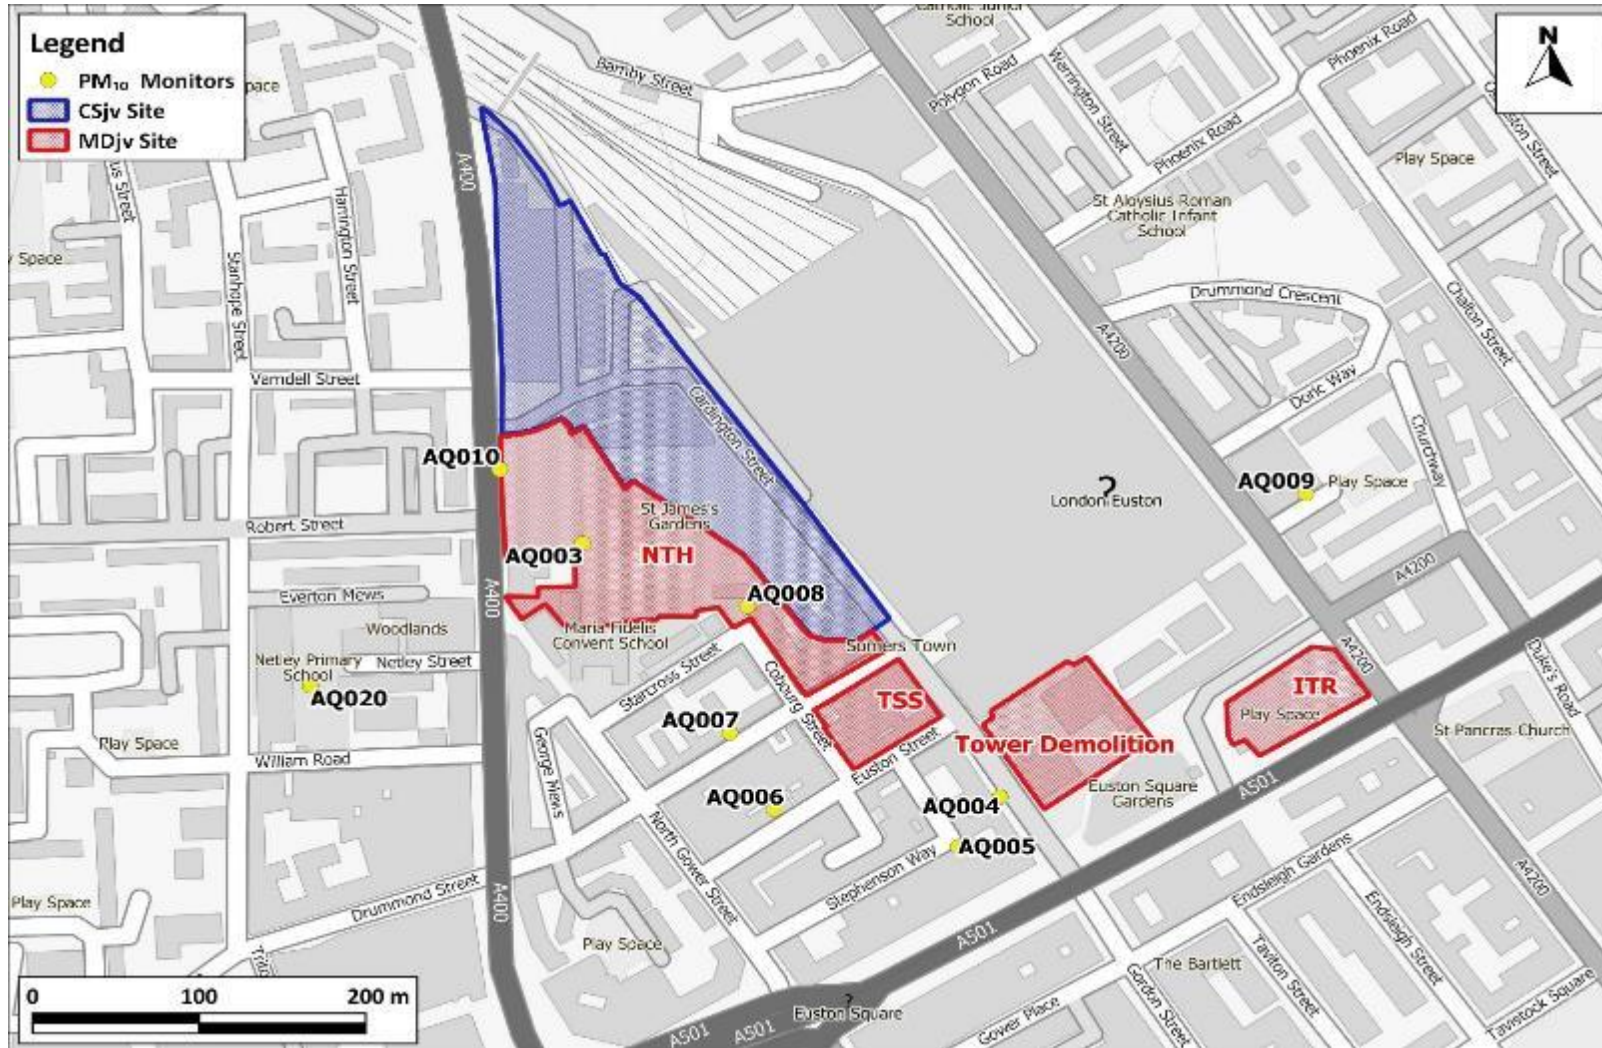 Legend
PM₁₀ Monitors
CSjv Site
MDjv Site
N
0
100
200 m
School
Barnby Street
Polygon Road
Warrington Street
Phoenix Road
Phoenix Road
Play Space
St Aloysius Roman
Catholic Infant
School
A400
Harrington Street
Stanhope Street
Varndell Street
Drummond Crescent
Chalton Street
A4200
Doric Way
Churchway
Cardington Street
AQ010
?
London Euston
AQ009
Play Space
Robert Street
St James's
Gardens
AQ003
NTH
A400
Everton Mews
AQ008
A4200
Woodlands
Maria Fidelis
Convent School
Somers Town
Netley Primary
School
Netley Street
AQ020
Starcross Street
Cobourg Street
TSS
ITR
Play Space
A4200
Duke's Road
AQ007
Euston Street
Tower Demolition
St Pancras Church
Play Space
William Road
George Mews
AQ006
AQ004
Euston Square
Gardens
A501
AQ005
North Gower Street
Stephenson Way
Drummond Street
A400
Endsleigh Gardens
A4200
Play Space
Play Space
A501
Endsleigh Street
Taviton Street
The Bartlett
Gordon Street
Gower Place
Tavistock Square
?
Euston Square
A501
A501